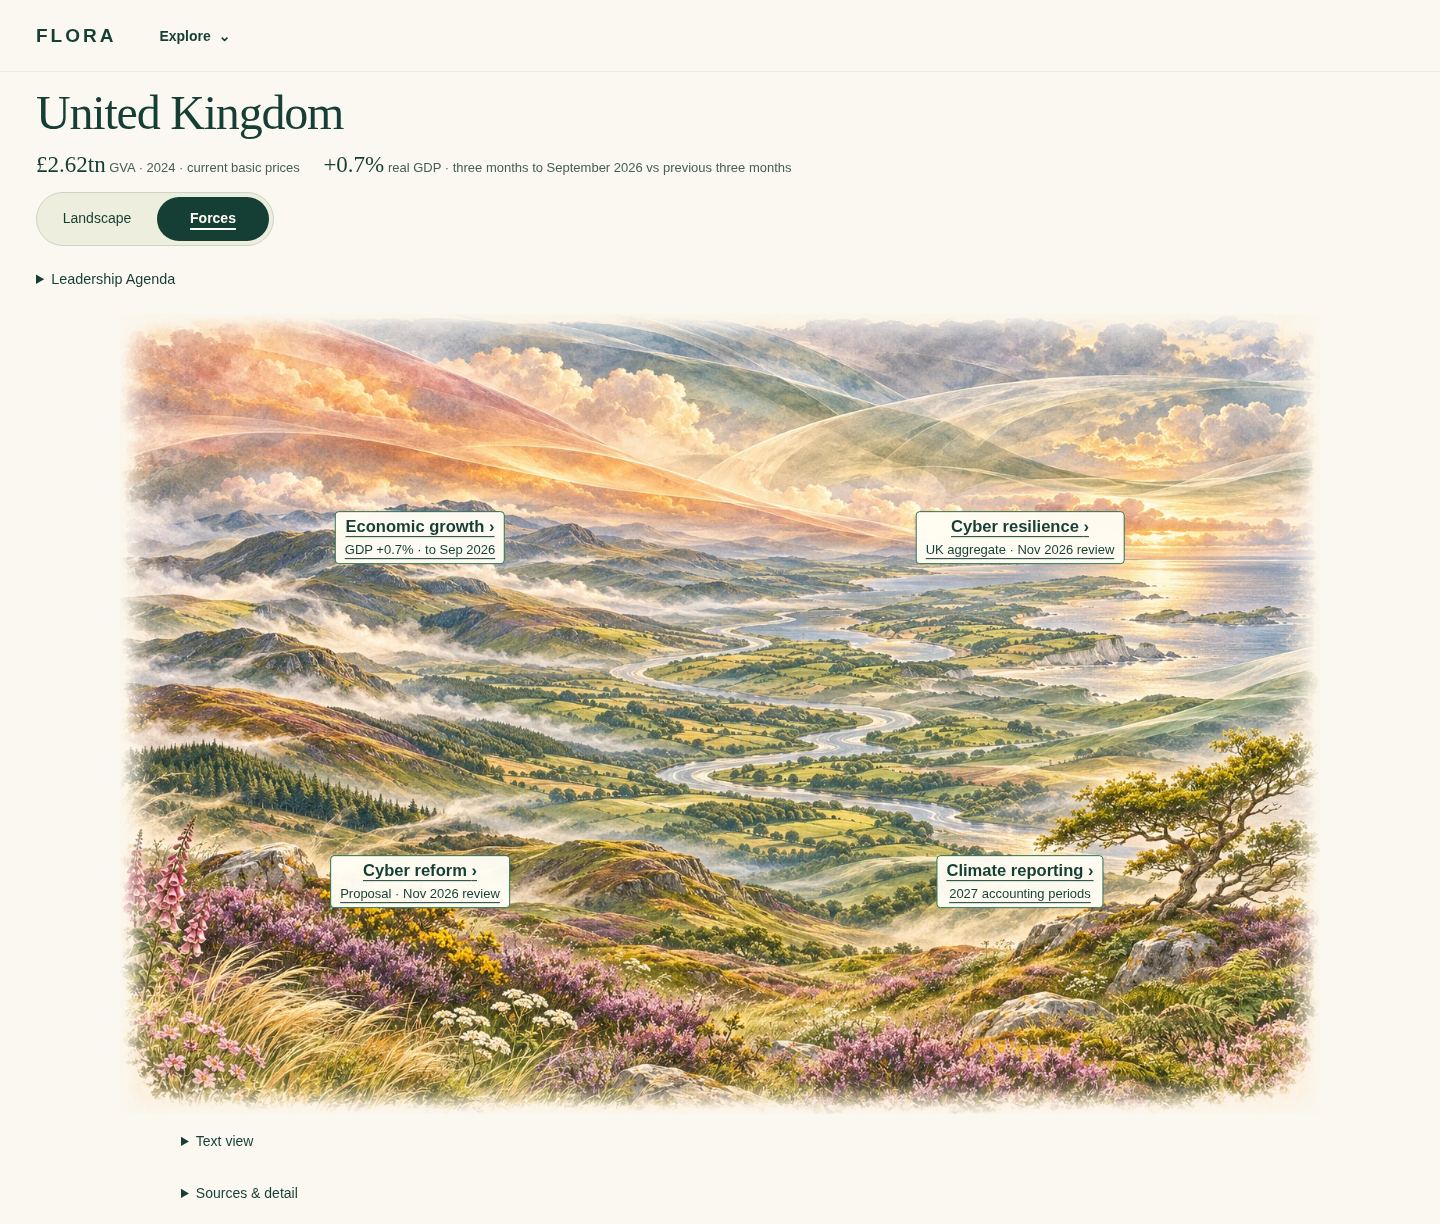 FLORA
Explore ⌄
United Kingdom
£2.62tn GVA · 2024 · current basic prices +0.7% real GDP · three months to September 2026 vs previous three months
Landscape Forces
Leadership Agenda
Economic growth ›
GDP +0.7% · to Sep 2026
Cyber resilience ›
UK aggregate · Nov 2026 review
Cyber reform ›
Proposal · Nov 2026 review
Climate reporting ›
2027 accounting periods
Text view
Sources & detail